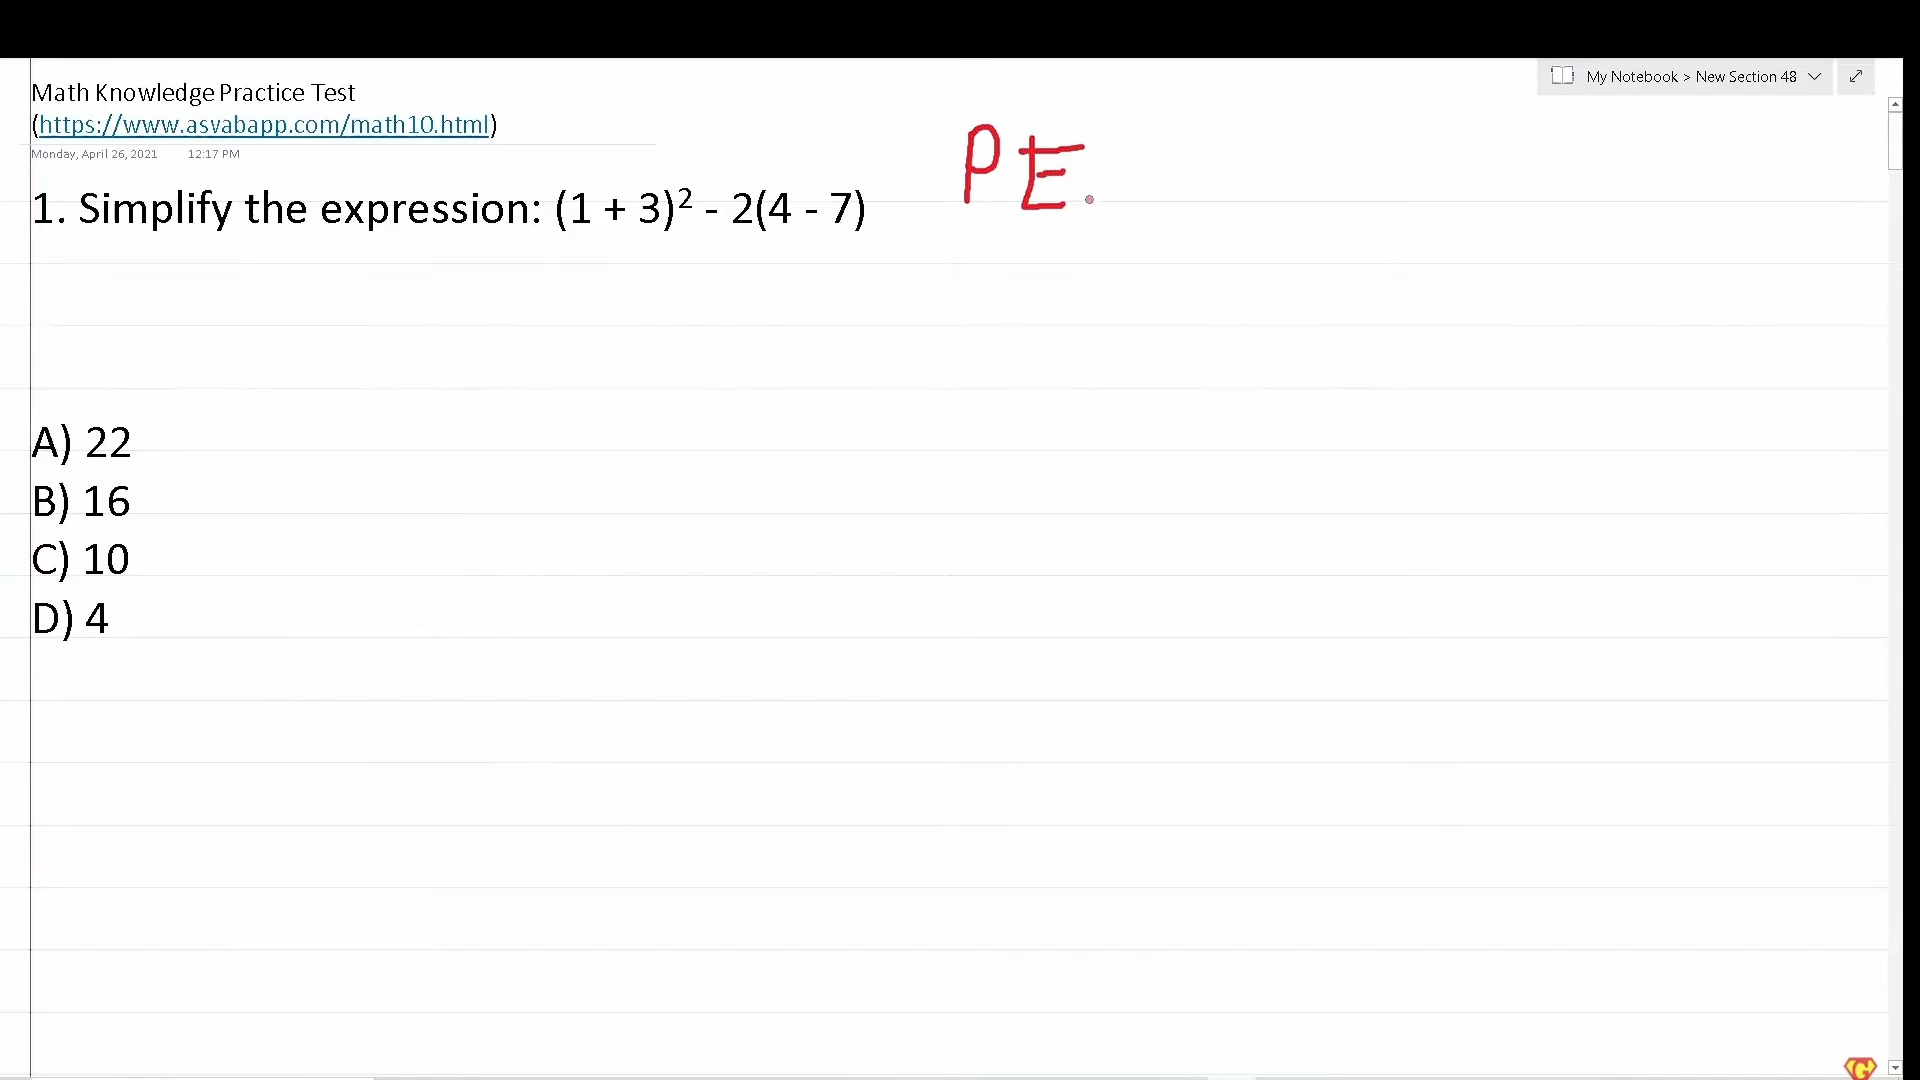 My Notebook > New Section 48
Math Knowledge Practice Test
(https://www.asvabapp.com/math10.html)
Monday, April 26, 2021 12:17 PM
PE
1. Simplify the expression: (1 + 3)² - 2(4 - 7)
A) 22
B) 16
C) 10
D) 4
G